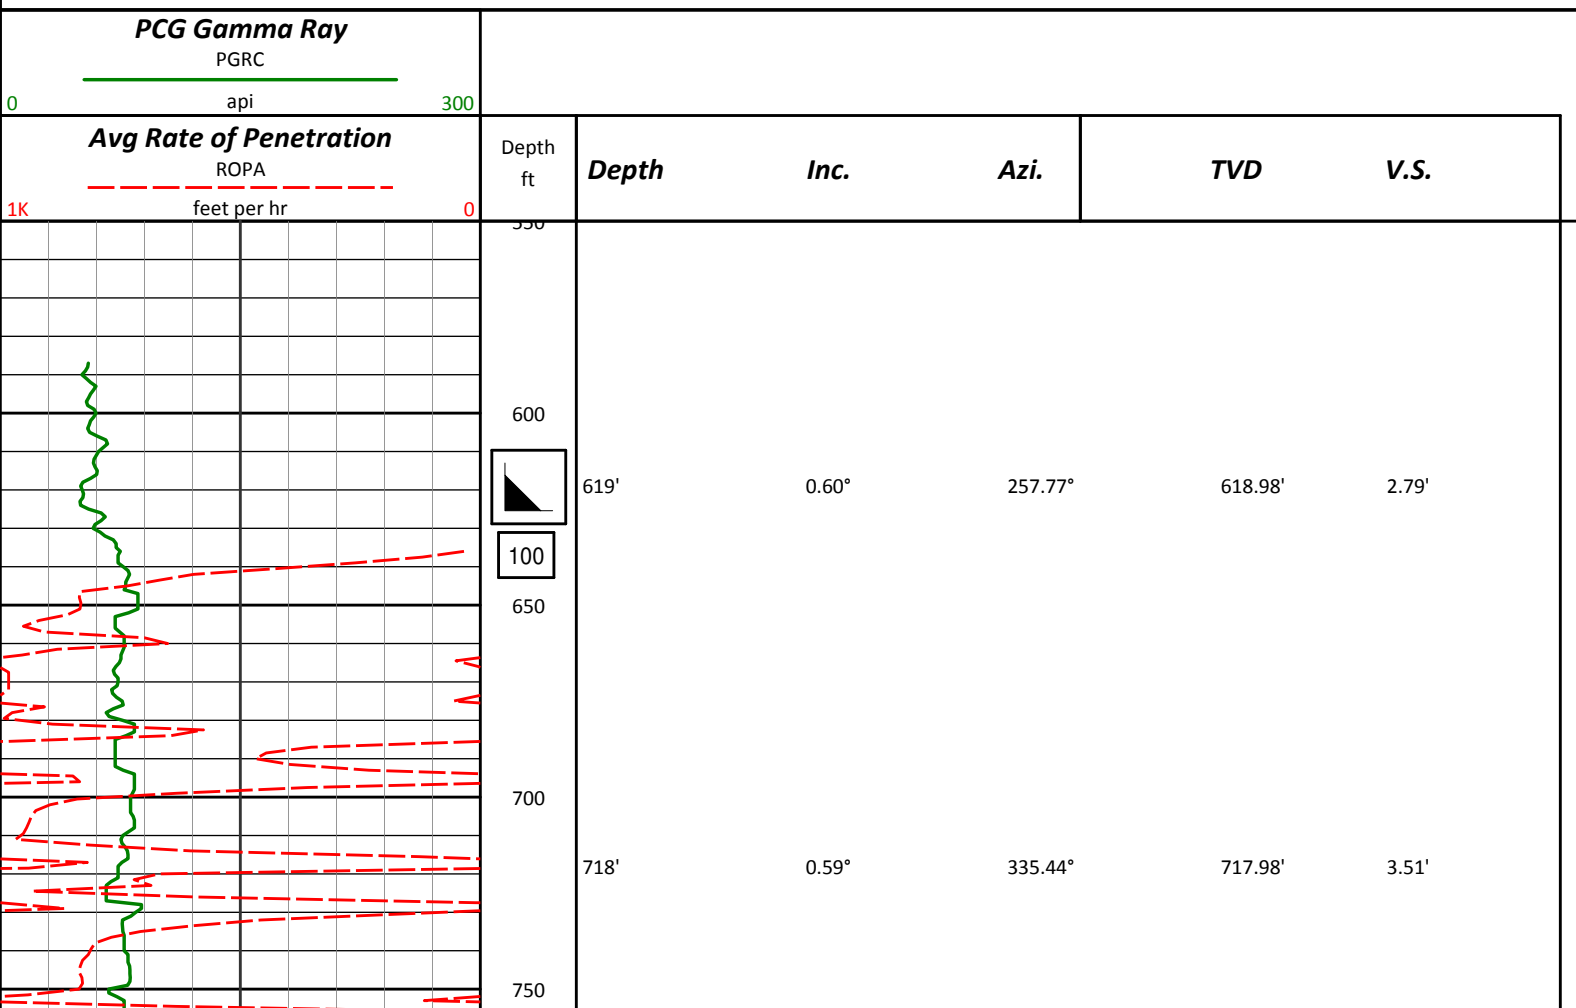 PCG Gamma Ray
PGRC
0 api 300
Avg Rate of Penetration
ROPA
1K feet per hr 0
Depth
ft
Depth Inc. Azi. TVD V.S.
600
619' 0.60° 257.77° 618.98' 2.79'
100
650
700
718' 0.59° 335.44° 717.98' 3.51'
750